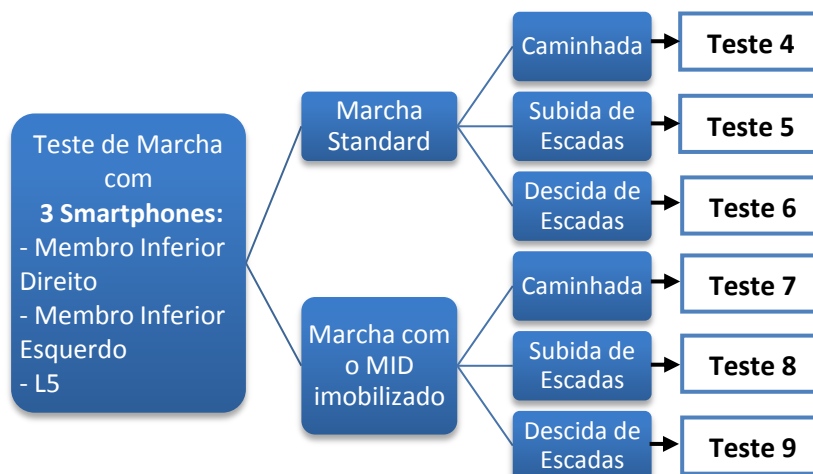 Teste de Marcha
com
3 Smartphones:
- Membro Inferior
Direito
- Membro Inferior
Esquerdo
- L5
Marcha
Standard
Caminhada
Teste 4
Subida de
Escadas
Teste 5
Descida de
Escadas
Teste 6
Marcha com
o MID
imobilizado
Caminhada
Teste 7
Subida de
Escadas
Teste 8
Descida de
Escadas
Teste 9